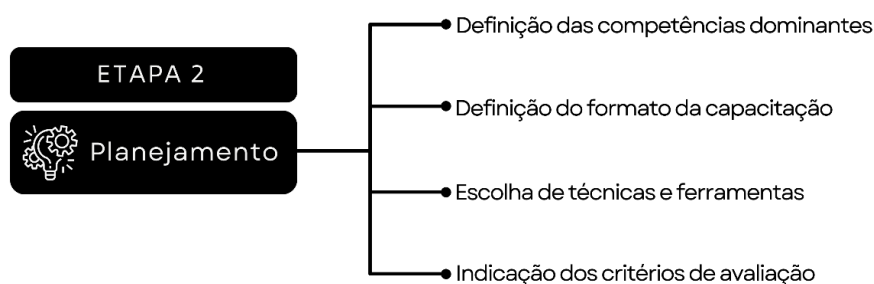 ETAPA 2
Planejamento
Definição das competências dominantes
Definição do formato da capacitação
Escolha de técnicas e ferramentas
Indicação dos critérios de avaliação